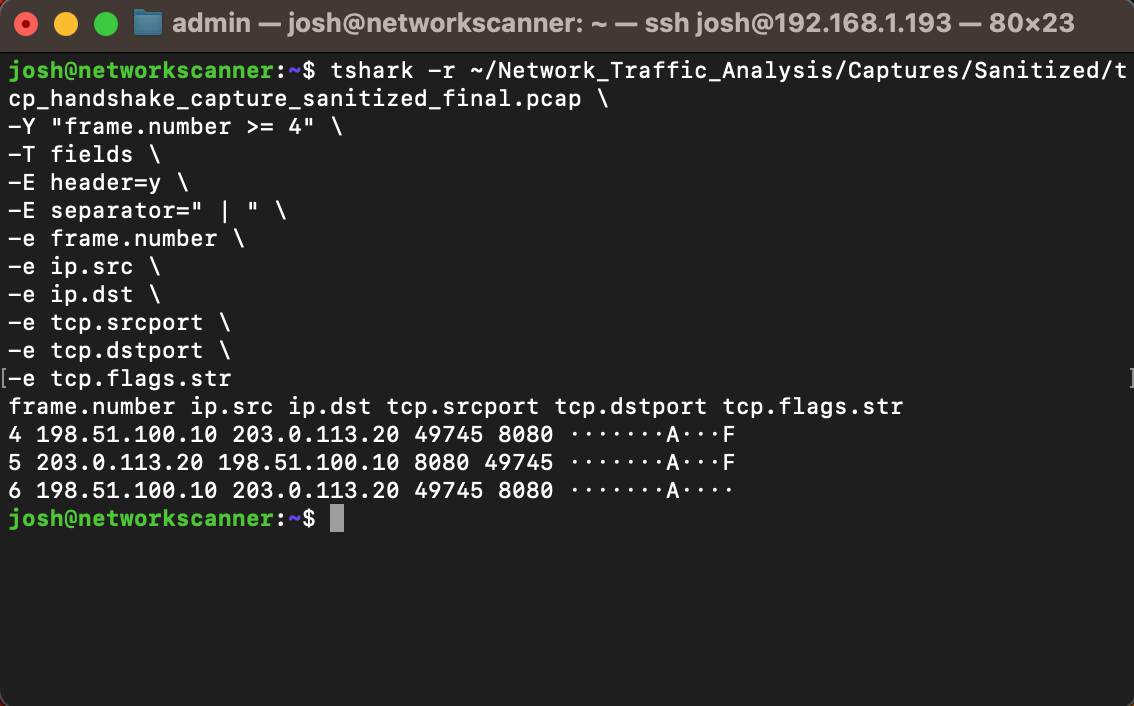 admin — josh@networkscanner: ~ — ssh josh@192.168.1.193 — 80×23
josh@networkscanner:~$ tshark -r ~/Network_Traffic_Analysis/Captures/Sanitized/t
cp_handshake_capture_sanitized_final.pcap \
-Y "frame.number >= 4" \
-T fields \
-E header=y \
-E separator=" | " \
-e frame.number \
-e ip.src \
-e ip.dst \
-e tcp.srcport \
-e tcp.dstport \
[-e tcp.flags.str ]
frame.number ip.src ip.dst tcp.srcport tcp.dstport tcp.flags.str
4 198.51.100.10 203.0.113.20 49745 8080 ·······A···F
5 203.0.113.20 198.51.100.10 8080 49745 ·······A···F
6 198.51.100.10 203.0.113.20 49745 8080 ·······A····
josh@networkscanner:~$